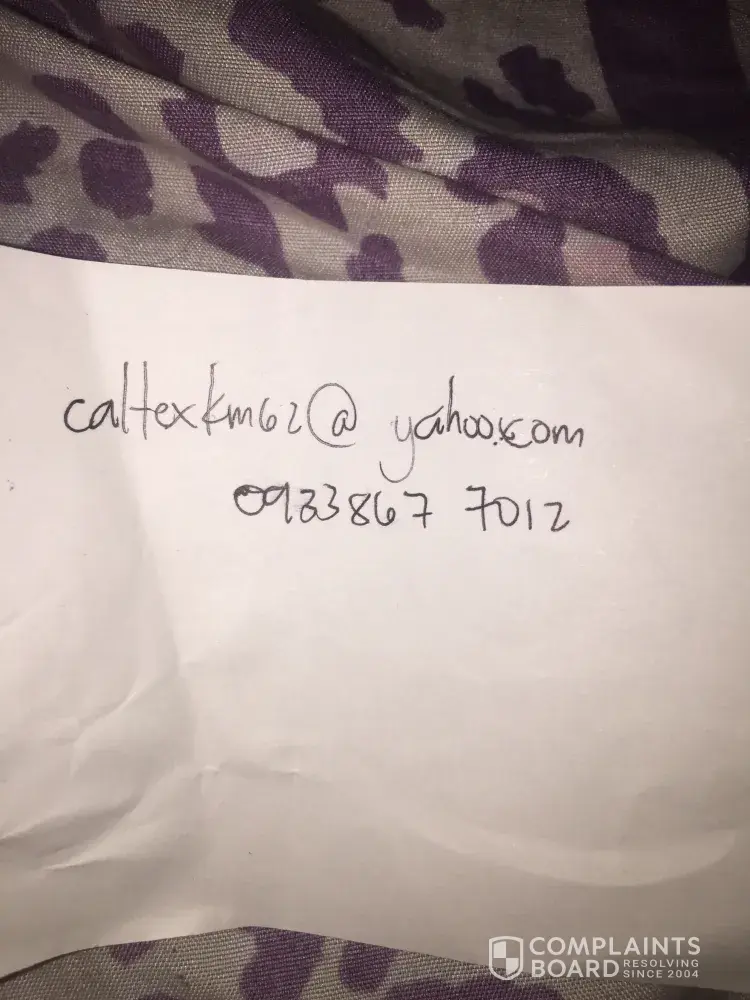 caltexkm62@ yahoo.com
0933867 7012
COMPLAINTS
BOARD RESOLVING
SINCE 2004